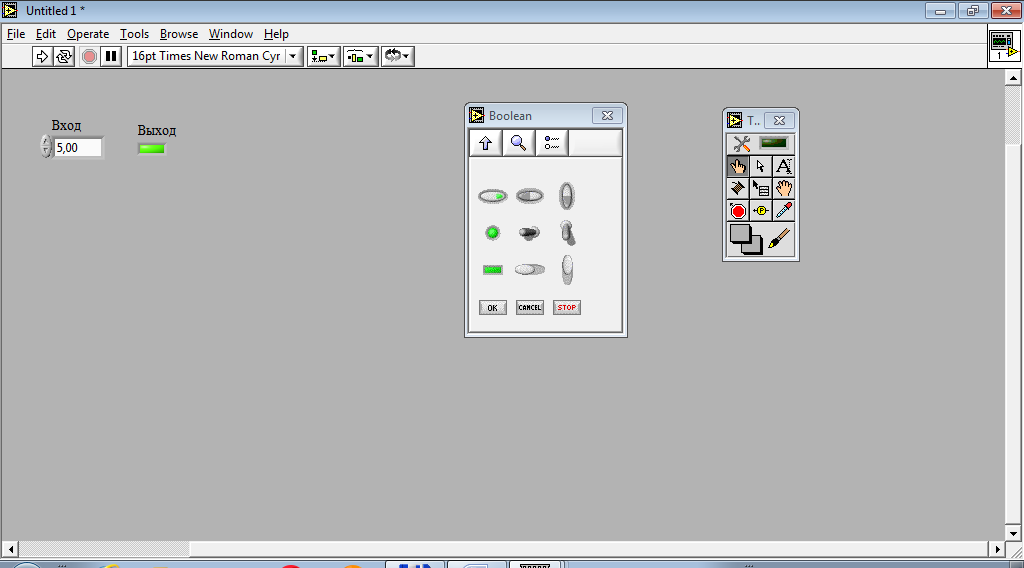 Untitled 1 *
File Edit Operate Tools Browse Window Help
16pt Times New Roman Cyr
1
Вход
5,00
Выход
Boolean
OK CANCEL STOP
T..
A
P